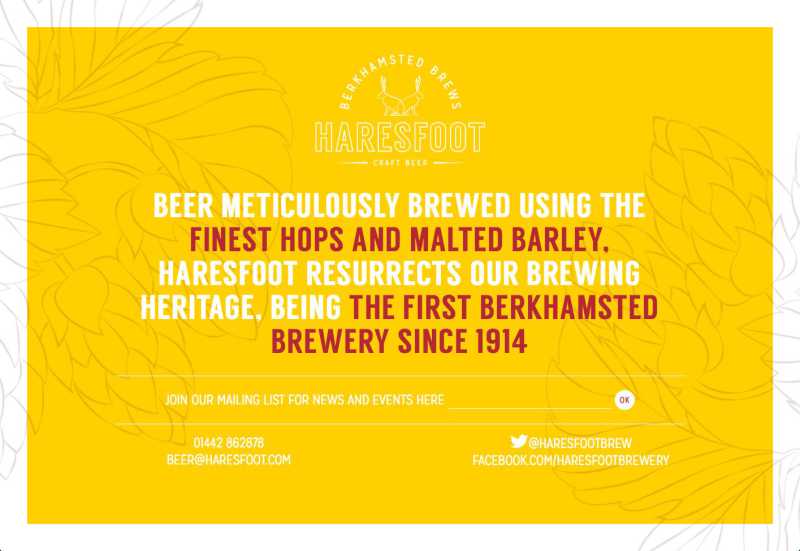 BERKHAMSTED BREWS
HARESFOOT
CRAFT BEER
BEER METICULOUSLY BREWED USING THE
FINEST HOPS AND MALTED BARLEY,
HARESFOOT RESURRECTS OUR BREWING
HERITAGE, BEING THE FIRST BERKHAMSTED
BREWERY SINCE 1914
JOIN OUR MAILING LIST FOR NEWS AND EVENTS HERE OK
01442 862878 @HARESFOOTBREW
BEER@HARESFOOT.COM FACEBOOK.COM/HARESFOOTBREWERY